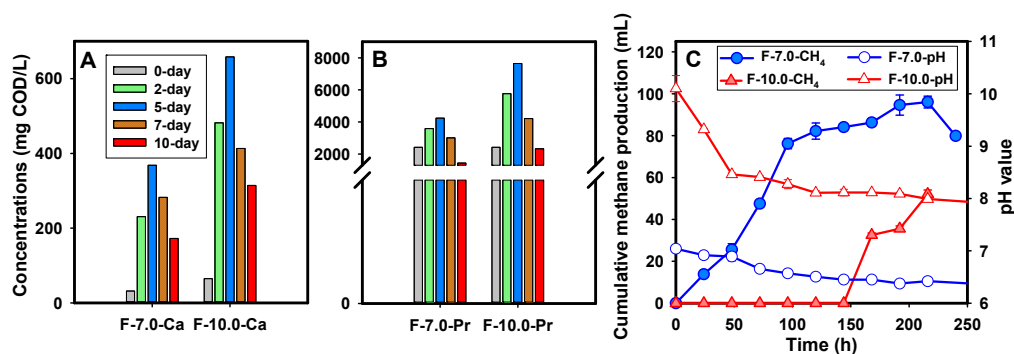 A
Concentrations (mg COD/L)
600
400
200
0
0-day
2-day
5-day
7-day
10-day
F-7.0-Ca
F-10.0-Ca
B
8000
6000
4000
2000
0
F-7.0-Pr
F-10.0-Pr
C
Cumulative methane production (mL)
120
100
80
60
40
20
0
F-7.0-CH₄
F-7.0-pH
F-10.0-CH₄
F-10.0-pH
11
10
9
8
7
6
pH value
0
50
100
150
200
250
Time (h)